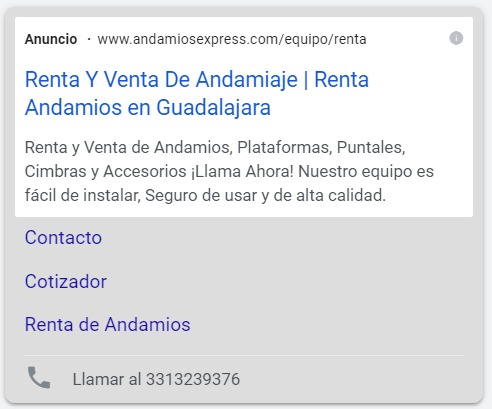 Anuncio · www.andamiosexpress.com/equipo/renta
Renta Y Venta De Andamiaje | Renta
Andamios en Guadalajara
Renta y Venta de Andamios, Plataformas, Puntales,
Cimbras y Accesorios ¡Llama Ahora! Nuestro equipo es
fácil de instalar, Seguro de usar y de alta calidad.
Contacto
Cotizador
Renta de Andamios
Llamar al 3313239376